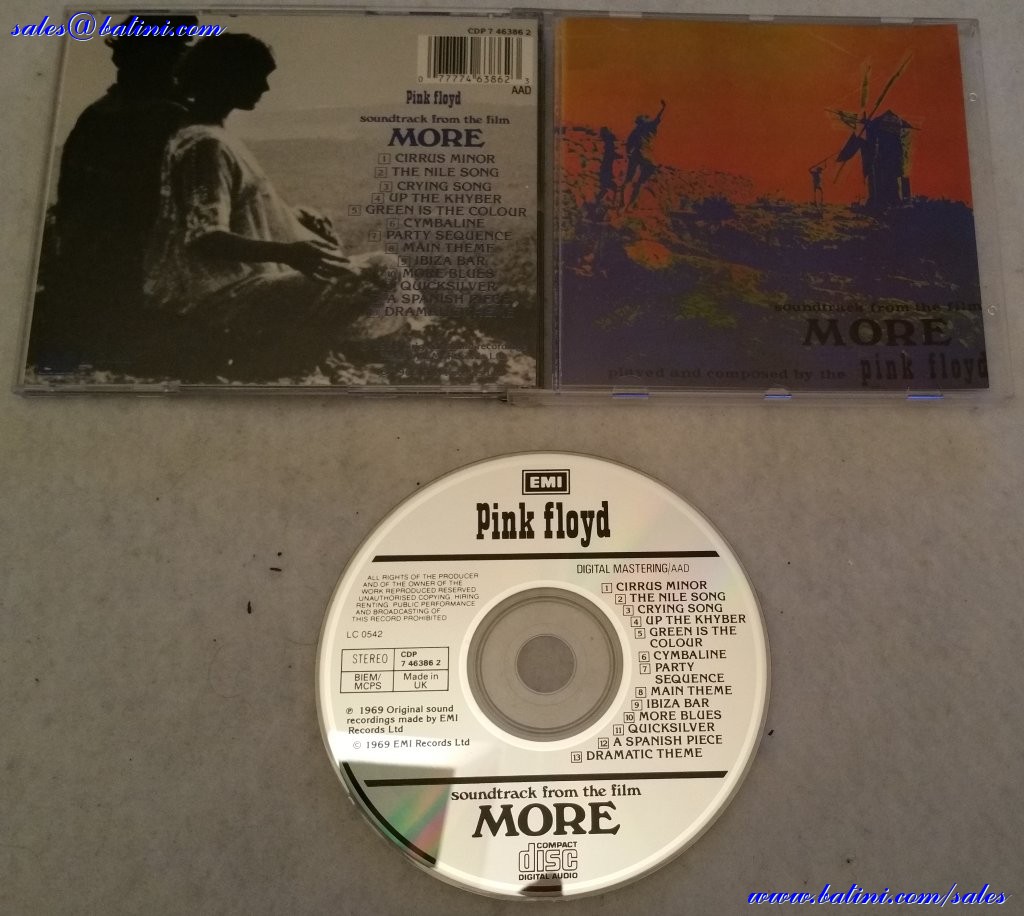 sales@batini.com
CDP 7 46386 2
0 77774 63862 3
AAD
Pink floyd
soundtrack from the film
MORE
1 CIRRUS MINOR
2 THE NILE SONG
3 CRYING SONG
4 UP THE KHYBER
5 GREEN IS THE COLOUR
6 CYMBALINE
7 PARTY SEQUENCE
8 MAIN THEME
9 IBIZA BAR
10 MORE BLUES
QUICKSILVER
A SPANISH PIECE
soundtrack from the film
MORE
played and composed by the pink floyd
EMI
Pink floyd
DIGITAL MASTERING/AAD
ALL RIGHTS OF THE PRODUCER
AND OF THE OWNER OF THE
WORK REPRODUCED RESERVED
UNAUTHORISED COPYING, HIRING
RENTING, PUBLIC PERFORMANCE
AND BROADCASTING OF
THIS RECORD PROHIBITED
LC 0542
STEREO
CDP
7 46386 2
BIEM/
MCPS
Made in
UK
℗ 1969 Original sound
recordings made by EMI
Records Ltd
© 1969 EMI Records Ltd
1 CIRRUS MINOR
2 THE NILE SONG
3 CRYING SONG
4 UP THE KHYBER
5 GREEN IS THE
COLOUR
6 CYMBALINE
7 PARTY
SEQUENCE
8 MAIN THEME
9 IBIZA BAR
10 MORE BLUES
11 QUICKSILVER
12 A SPANISH PIECE
13 DRAMATIC THEME
soundtrack from the film
MORE
COMPACT
disc
DIGITAL AUDIO
www.batini.com/sales